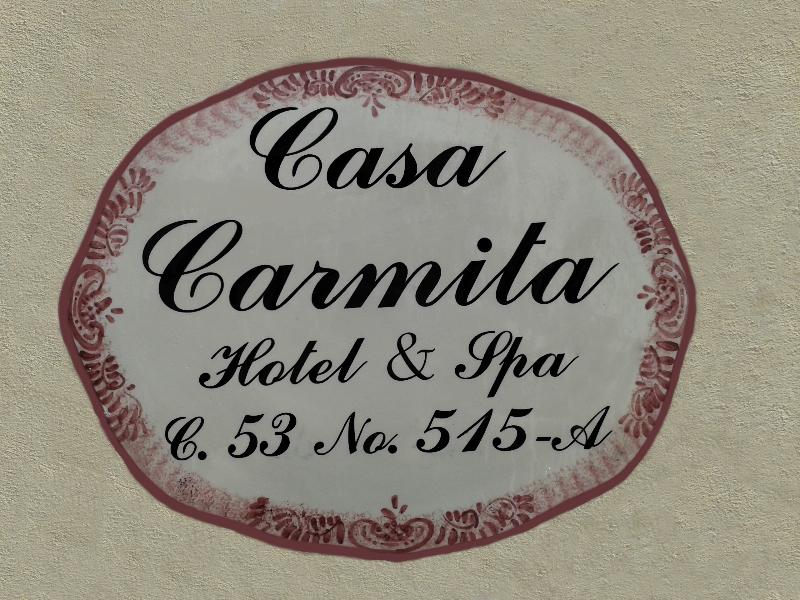 Casa
Carmita
Hotel & Spa
C. 53 No. 515-A